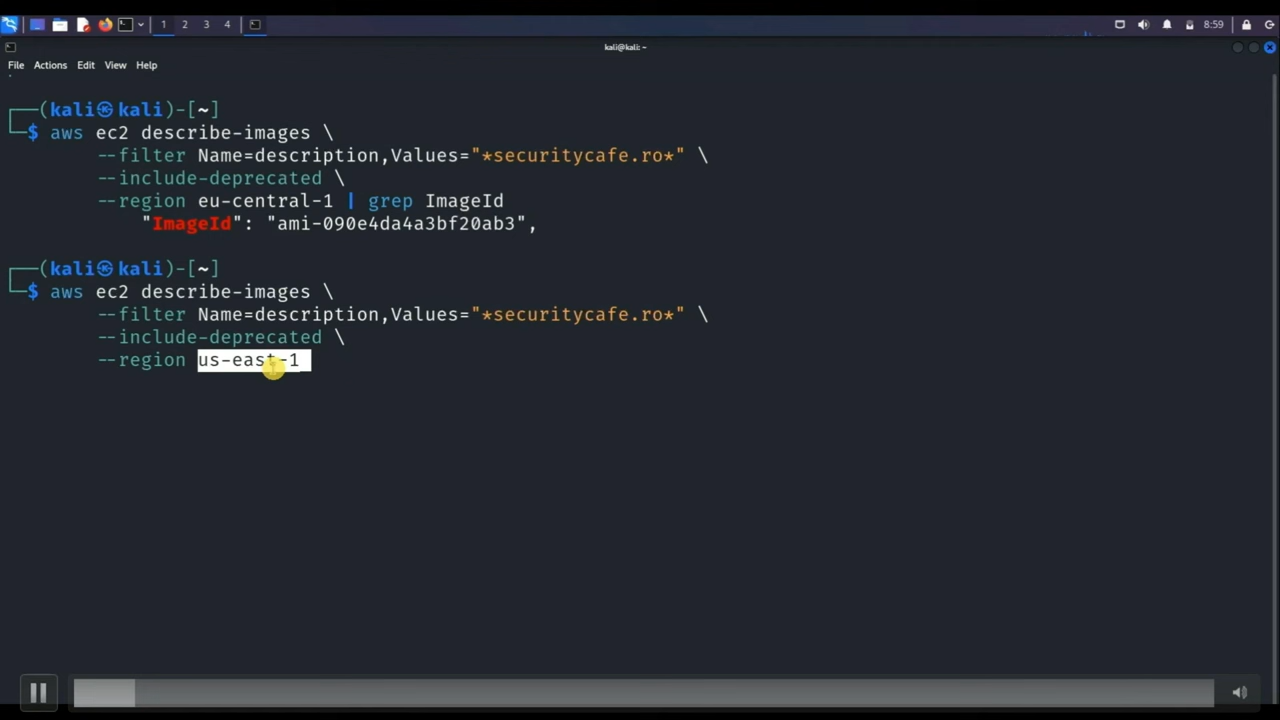 1 2 3 4 8:59
kali@kali: ~
File Actions Edit View Help
┌──(kali㉿kali)-[~]
└─$ aws ec2 describe-images \
--filter Name=description,Values="*securitycafe.ro*" \
--include-deprecated \
--region eu-central-1 | grep ImageId
"ImageId": "ami-090e4da4a3bf20ab3",
┌──(kali㉿kali)-[~]
└─$ aws ec2 describe-images \
--filter Name=description,Values="*securitycafe.ro*" \
--include-deprecated \
--region us-east-1